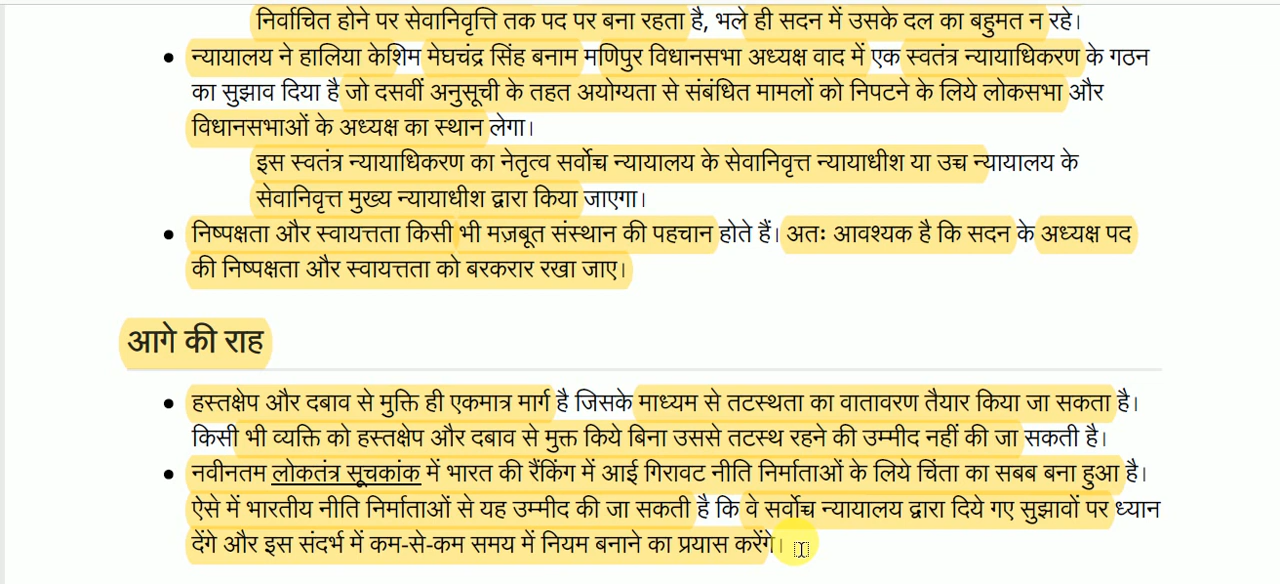 निर्वाचित होने पर सेवानिवृत्ति तक पद पर बना रहता है, भले ही सदन में उसके दल का बहुमत न रहे।
• न्यायालय ने हालिया केशिम मेघचंद्र सिंह बनाम मणिपुर विधानसभा अध्यक्ष वाद में एक स्वतंत्र न्यायाधिकरण के गठन
का सुझाव दिया है जो दसवीं अनुसूची के तहत अयोग्यता से संबंधित मामलों को निपटने के लिये लोकसभा और
विधानसभाओं के अध्यक्ष का स्थान लेगा।
इस स्वतंत्र न्यायाधिकरण का नेतृत्व सर्वोच्च न्यायालय के सेवानिवृत्त न्यायाधीश या उच्च न्यायालय के
सेवानिवृत्त मुख्य न्यायाधीश द्वारा किया जाएगा।
• निष्पक्षता और स्वायत्तता किसी भी मज़बूत संस्थान की पहचान होते हैं। अतः आवश्यक है कि सदन के अध्यक्ष पद
की निष्पक्षता और स्वायत्तता को बरकरार रखा जाए।
आगे की राह
• हस्तक्षेप और दबाव से मुक्ति ही एकमात्र मार्ग है जिसके माध्यम से तटस्थता का वातावरण तैयार किया जा सकता है।
किसी भी व्यक्ति को हस्तक्षेप और दबाव से मुक्त किये बिना उससे तटस्थ रहने की उम्मीद नहीं की जा सकती है।
• नवीनतम लोकतंत्र सूचकांक में भारत की रैंकिंग में आई गिरावट नीति निर्माताओं के लिये चिंता का सबब बना हुआ है।
ऐसे में भारतीय नीति निर्माताओं से यह उम्मीद की जा सकती है कि वे सर्वोच्च न्यायालय द्वारा दिये गए सुझावों पर ध्यान
देंगे और इस संदर्भ में कम-से-कम समय में नियम बनाने का प्रयास करेंगे।